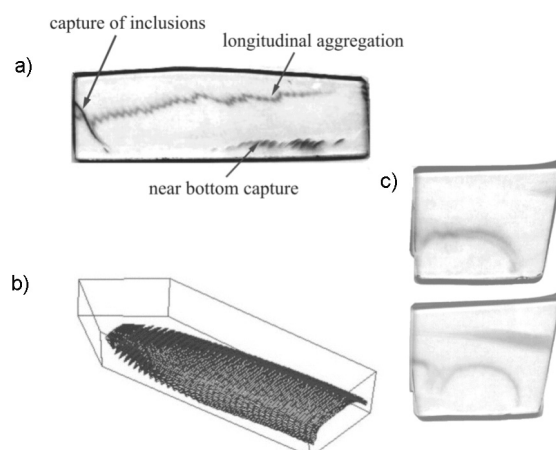 capture of inclusions
longitudinal aggregation
a)
near bottom capture
c)
b)